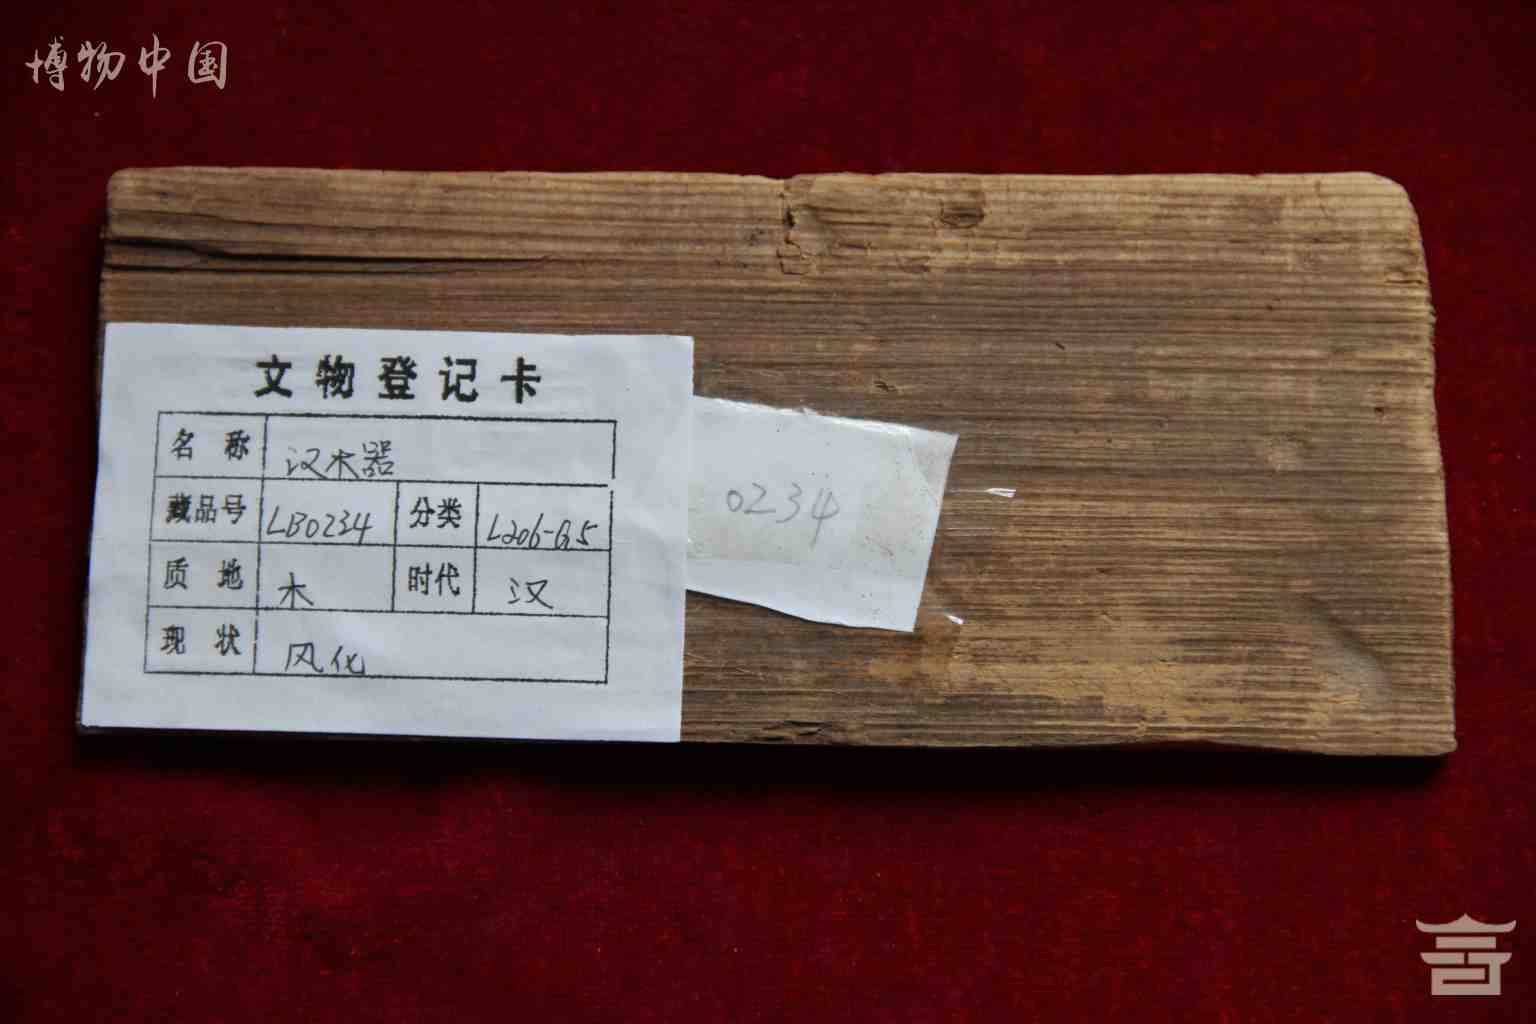 博物中国
文物登记卡
名称 汉木器
藏品号 LB0234 分类 L206-G5
质地 木 时代 汉
现状 风化
0234